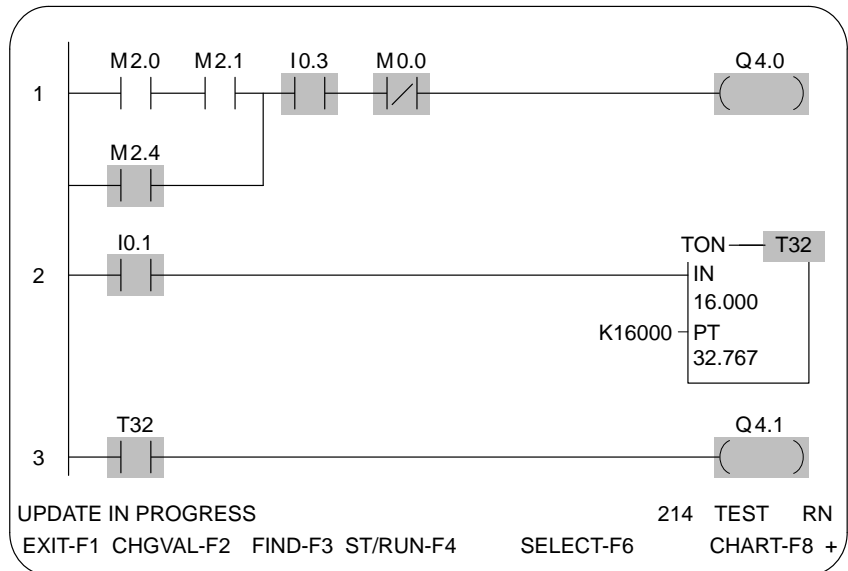 M2.0 M2.1 I0.3 M0.0 Q4.0
1
M2.4
I0.1
TON T32
2 IN
16.000
K16000 PT
32.767
T32 Q4.1
3
UPDATE IN PROGRESS 214 TEST RN
EXIT-F1 CHGVAL-F2 FIND-F3 ST/RUN-F4 SELECT-F6 CHART-F8 +